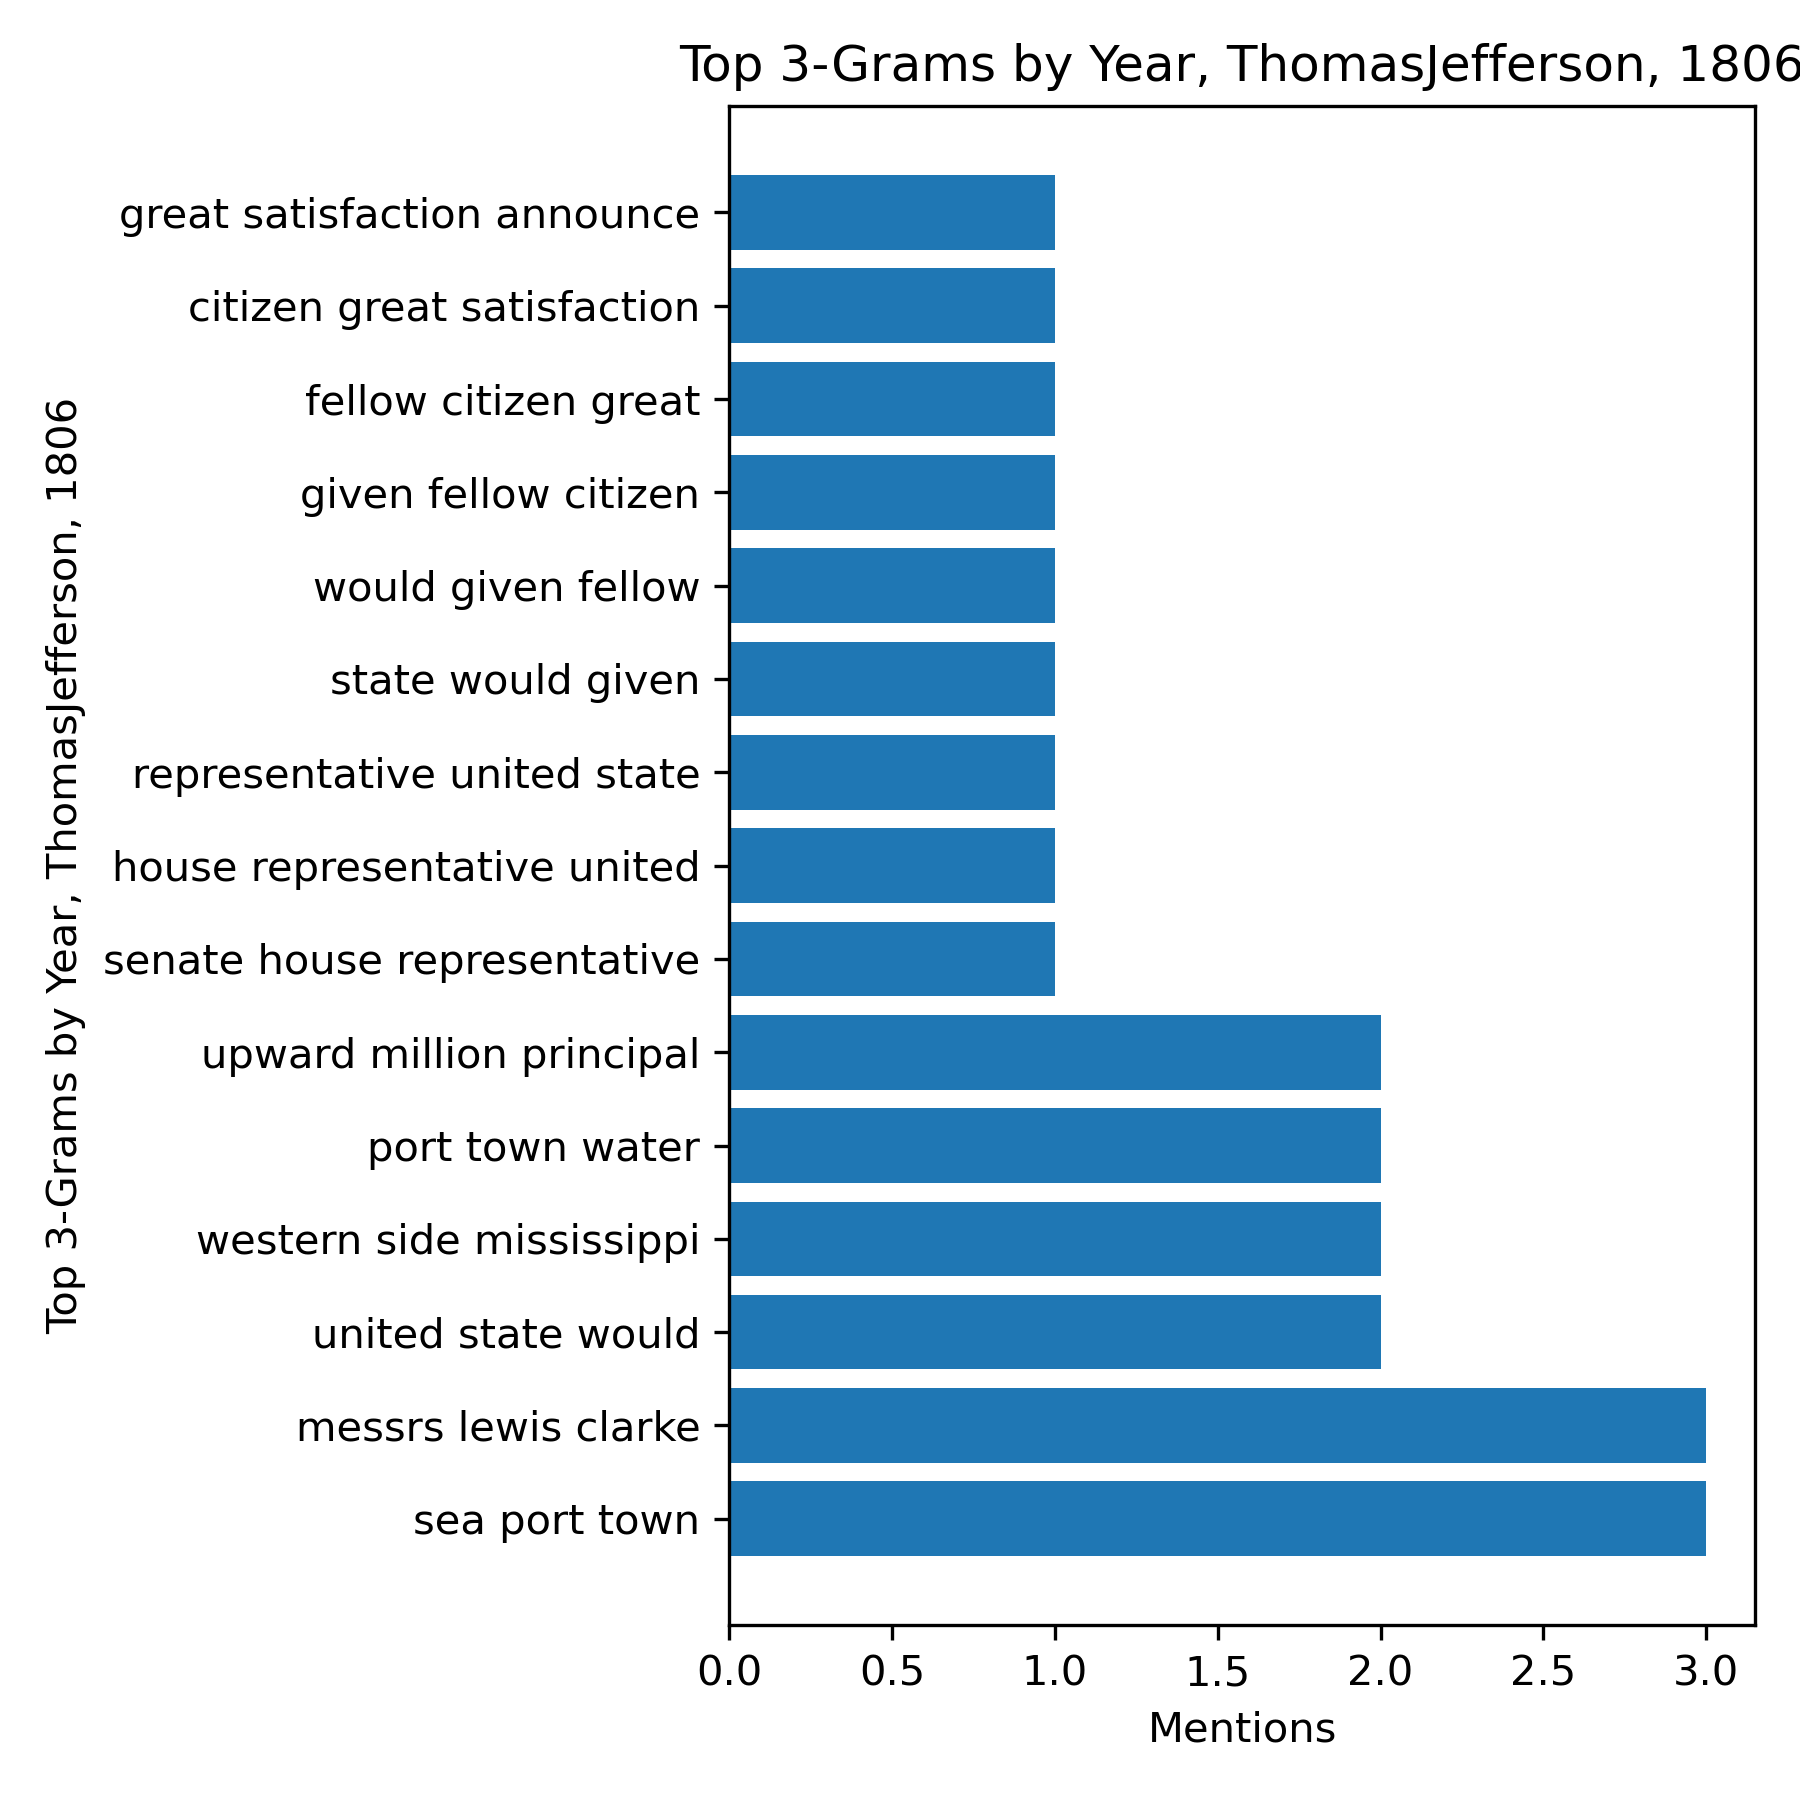 Top 3-Grams by Year, ThomasJefferson, 1806
Top 3-Grams by Year, ThomasJefferson, 1806
great satisfaction announce
citizen great satisfaction
fellow citizen great
given fellow citizen
would given fellow
state would given
representative united state
house representative united
senate house representative
upward million principal
port town water
western side mississippi
united state would
messrs lewis clarke
sea port town
0.0 0.5 1.0 1.5 2.0 2.5 3.0
Mentions